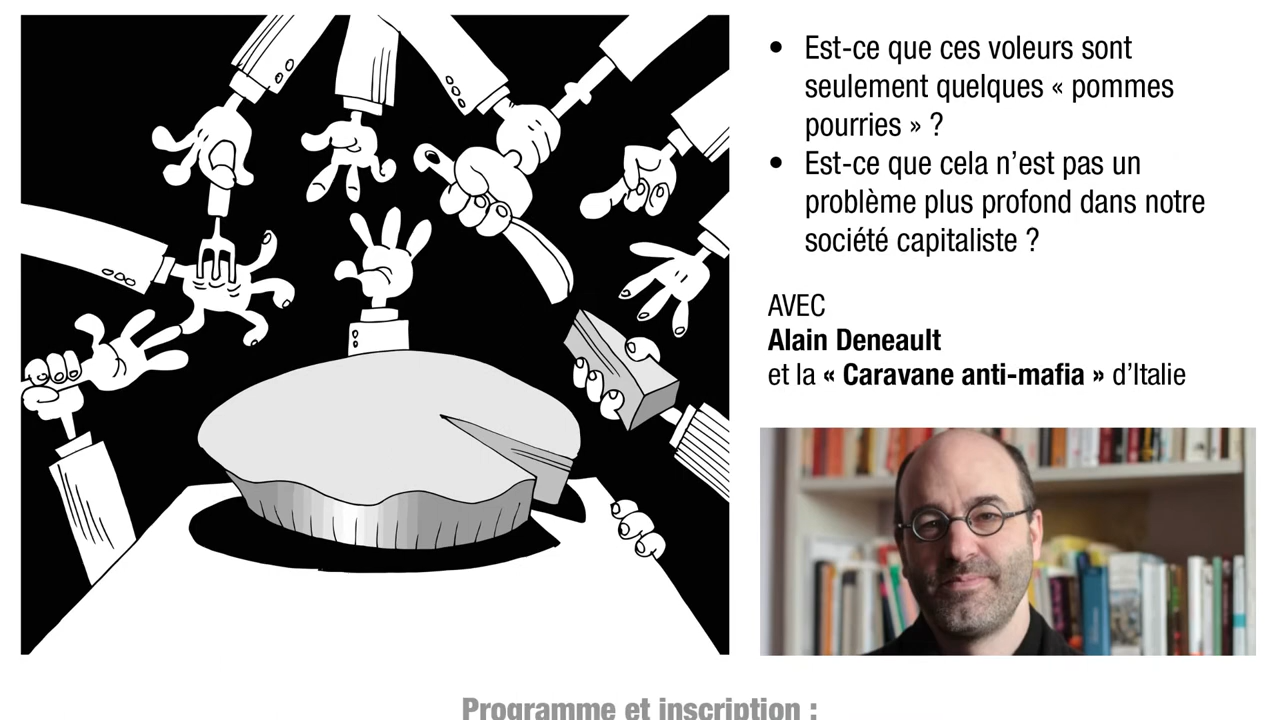 • Est-ce que ces voleurs sont
seulement quelques « pommes
pourries » ?
• Est-ce que cela n’est pas un
problème plus profond dans notre
société capitaliste ?
AVEC
Alain Deneault
et la « Caravane anti-mafia » d’Italie
Programme et inscription :